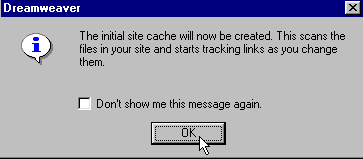 Dreamweaver
The initial site cache will now be created. This scans the
files in your site and starts tracking links as you change
them.
Don't show me this message again.
OK